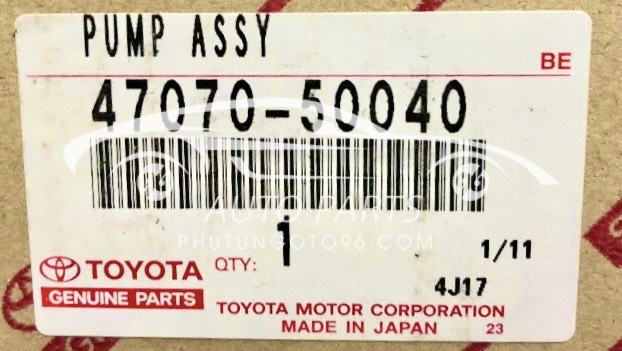 PUMP ASSY
BE
47070-50040
AUTO PARTS
PHUTUNGOTO96.COM
QTY: 1
1/11
TOYOTA
GENUINE PARTS
4J17
TOYOTA MOTOR CORPORATION
MADE IN JAPAN 23